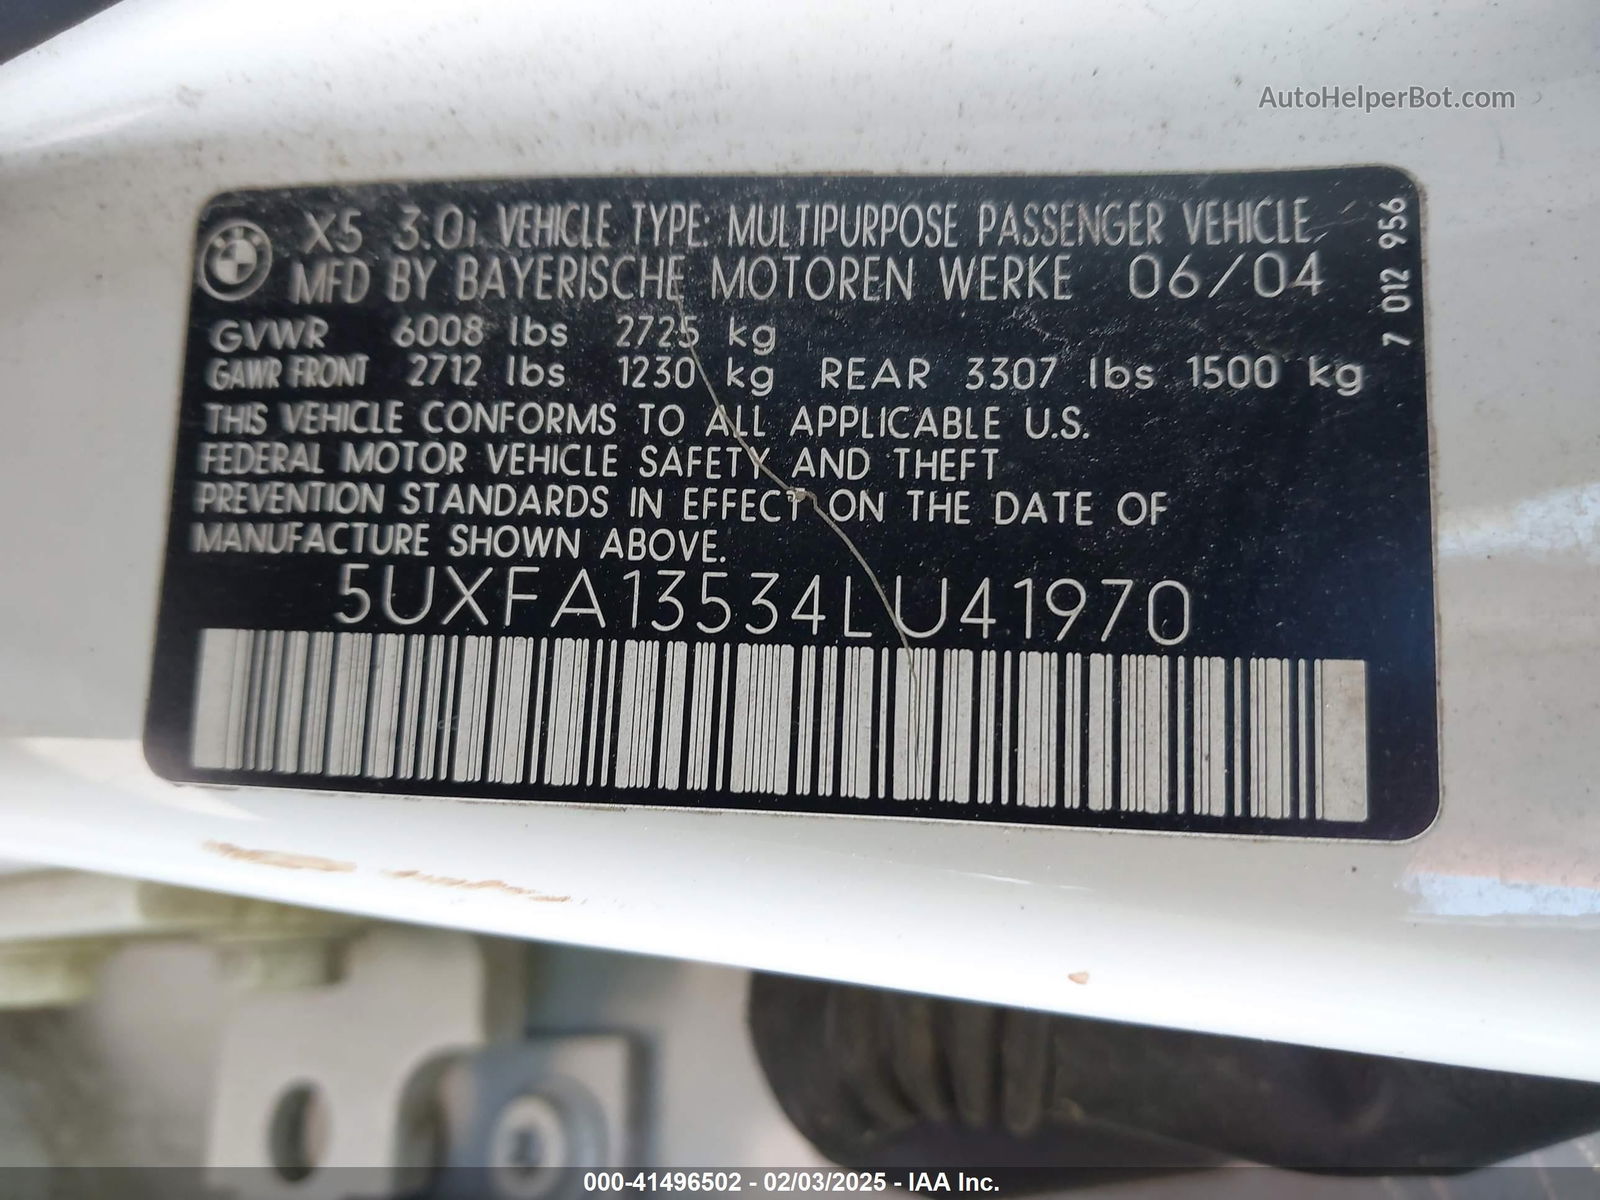 AutoHelperBot.com
X5 3.0i VEHICLE TYPE: MULTIPURPOSE PASSENGER VEHICLE
MFD BY BAYERISCHE MOTOREN WERKE 06/04
GVWR 6008 lbs 2725 kg
GAWR FRONT 2712 lbs 1230 kg REAR 3307 lbs 1500 kg
THIS VEHICLE CONFORMS TO ALL APPLICABLE U.S.
FEDERAL MOTOR VEHICLE SAFETY AND THEFT
PREVENTION STANDARDS IN EFFECT ON THE DATE OF
MANUFACTURE SHOWN ABOVE.
5UXFA13534LU41970
7 012 956
000-41496502 - 02/03/2025 - IAA Inc.